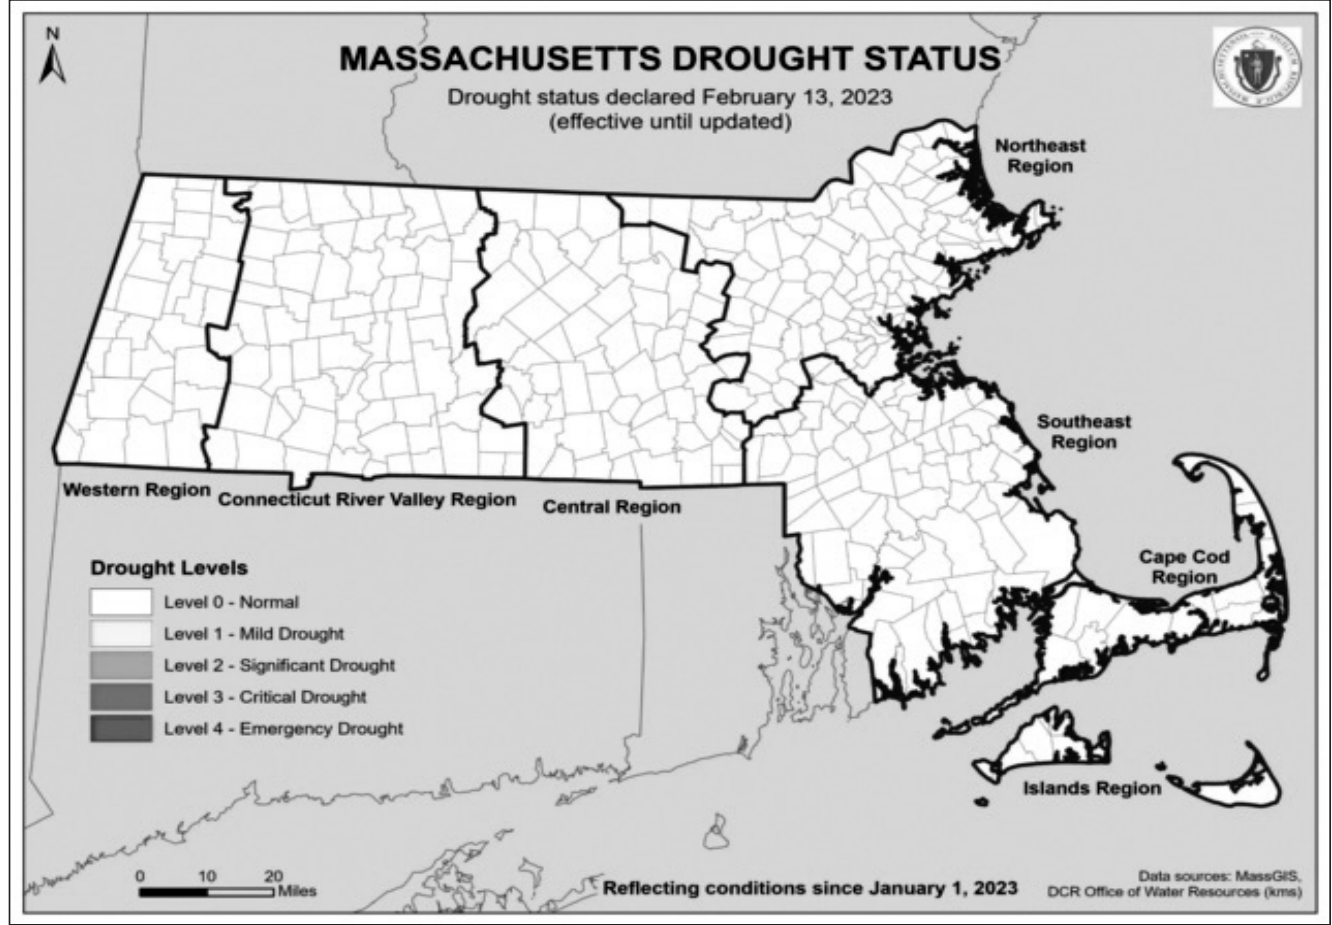 N
MASSACHUSETTS DROUGHT STATUS
Drought status declared February 13, 2023
(effective until updated)
Northeast
Region
Southeast
Region
Cape Cod
Region
Western Region
Connecticut River Valley Region
Central Region
Islands Region
Drought Levels
Level 0 - Normal
Level 1 - Mild Drought
Level 2 - Significant Drought
Level 3 - Critical Drought
Level 4 - Emergency Drought
0 10 20
Miles
Reflecting conditions since January 1, 2023
Data sources: MassGIS,
DCR Office of Water Resources (kms)